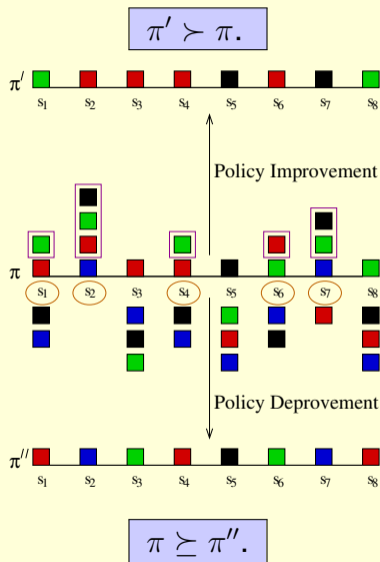 π′ ≻ π.
π′
s₁ s₂ s₃ s₄ s₅ s₆ s₇ s₈
Policy Improvement
π
s₁ s₂ s₃ s₄ s₅ s₆ s₇ s₈
Policy Deprovement
π″
s₁ s₂ s₃ s₄ s₅ s₆ s₇ s₈
π ⪰ π″.